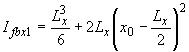 I_{fbx1} = \frac{L_x^3}{6} + 2L_x\left(x_0 - \frac{L_x}{2}\right)^2